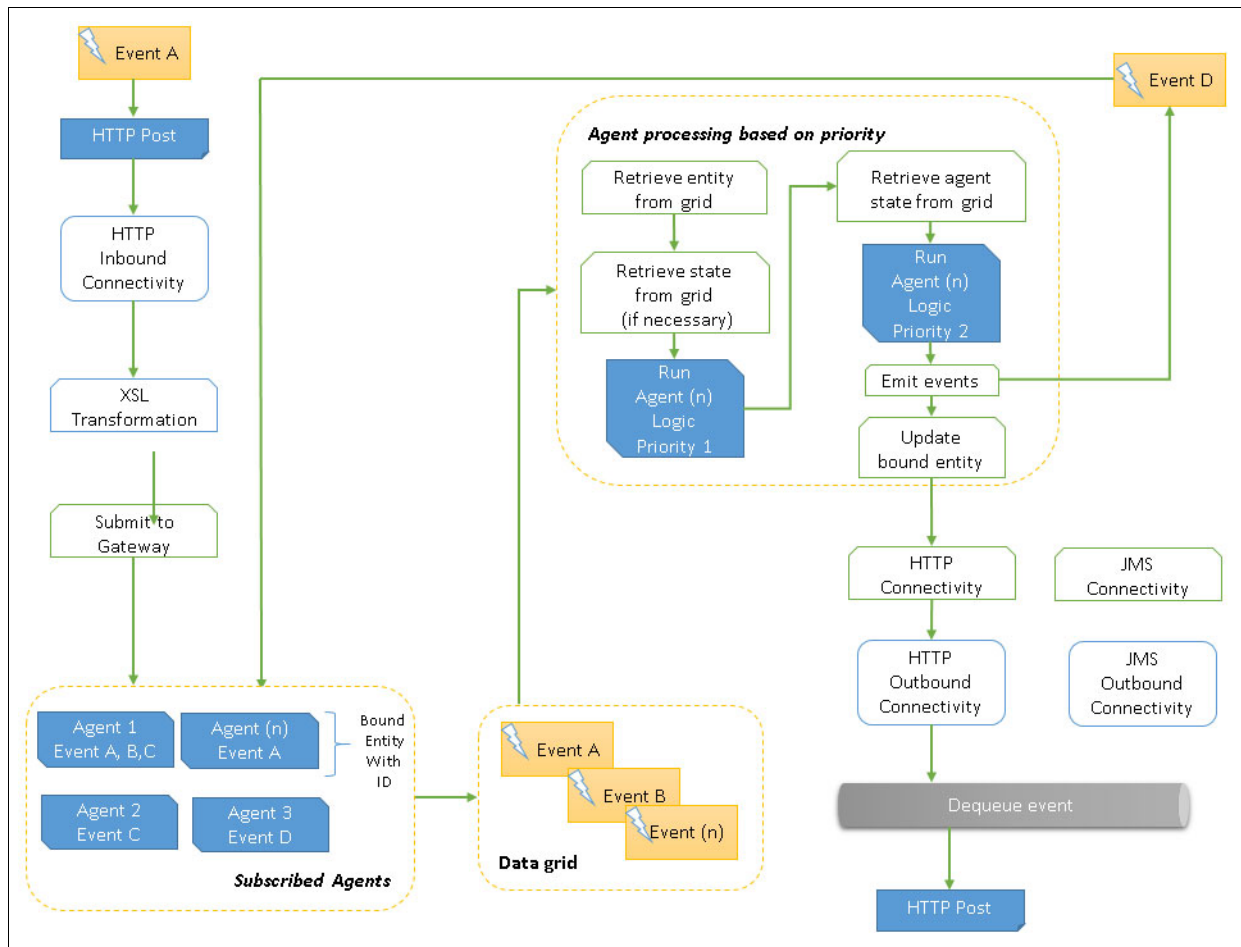 Event A
HTTP Post
HTTP
Inbound
Connectivity
XSL
Transformation
Submit to
Gateway
Agent 1
Event A, B,C
Agent (n)
Event A
Bound
Entity
With
ID
Agent 2
Event C
Agent 3
Event D
Subscribed Agents
Event A
Event B
Event (n)
Data grid
Agent processing based on priority
Retrieve entity
from grid
Retrieve state
from grid
(if necessary)
Run
Agent (n)
Logic
Priority 1
Retrieve agent
state from grid
Run
Agent (n)
Logic
Priority 2
Emit events
Update
bound entity
Event D
HTTP
Connectivity
JMS
Connectivity
HTTP
Outbound
Connectivity
JMS
Outbound
Connectivity
Dequeue event
HTTP Post